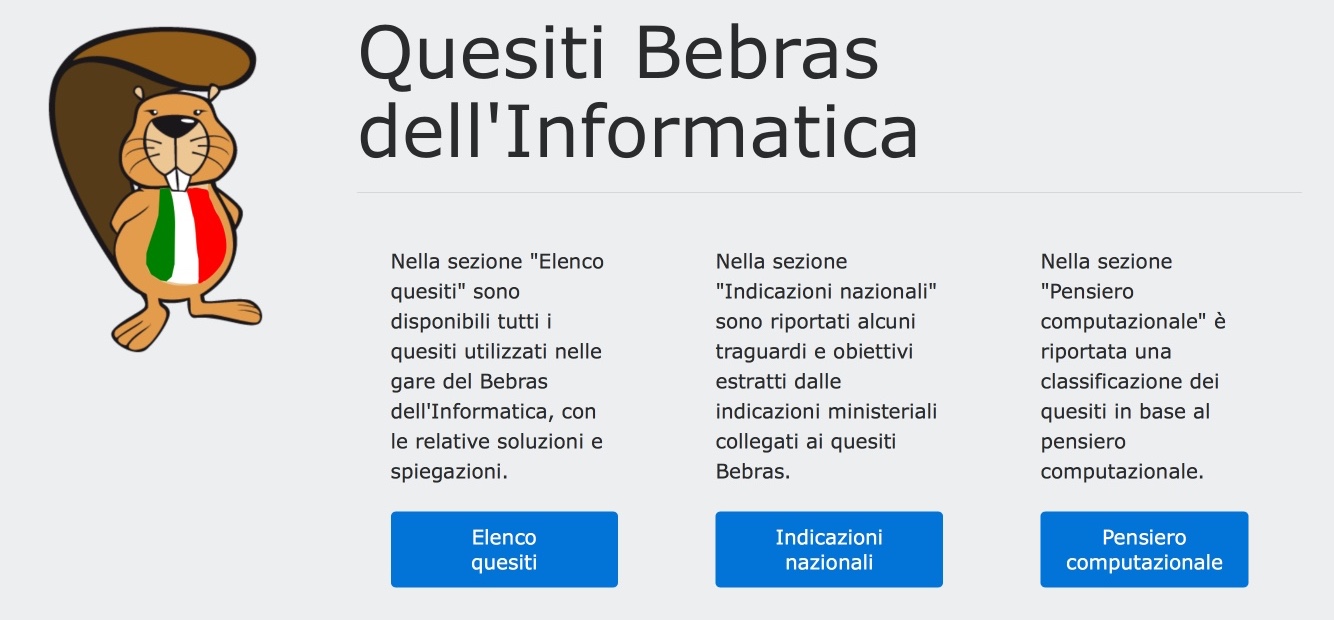 Quesiti Bebras
dell'Informatica
Nella sezione "Elenco
quesiti" sono
disponibili tutti i
quesiti utilizzati nelle
gare del Bebras
dell'Informatica, con
le relative soluzioni e
spiegazioni.
Elenco
quesiti
Nella sezione
"Indicazioni nazionali"
sono riportati alcuni
traguardi e obiettivi
estratti dalle
indicazioni ministeriali
collegati ai quesiti
Bebras.
Indicazioni
nazionali
Nella sezione
"Pensiero
computazionale" è
riportata una
classificazione dei
quesiti in base al
pensiero
computazionale.
Pensiero
computazionale